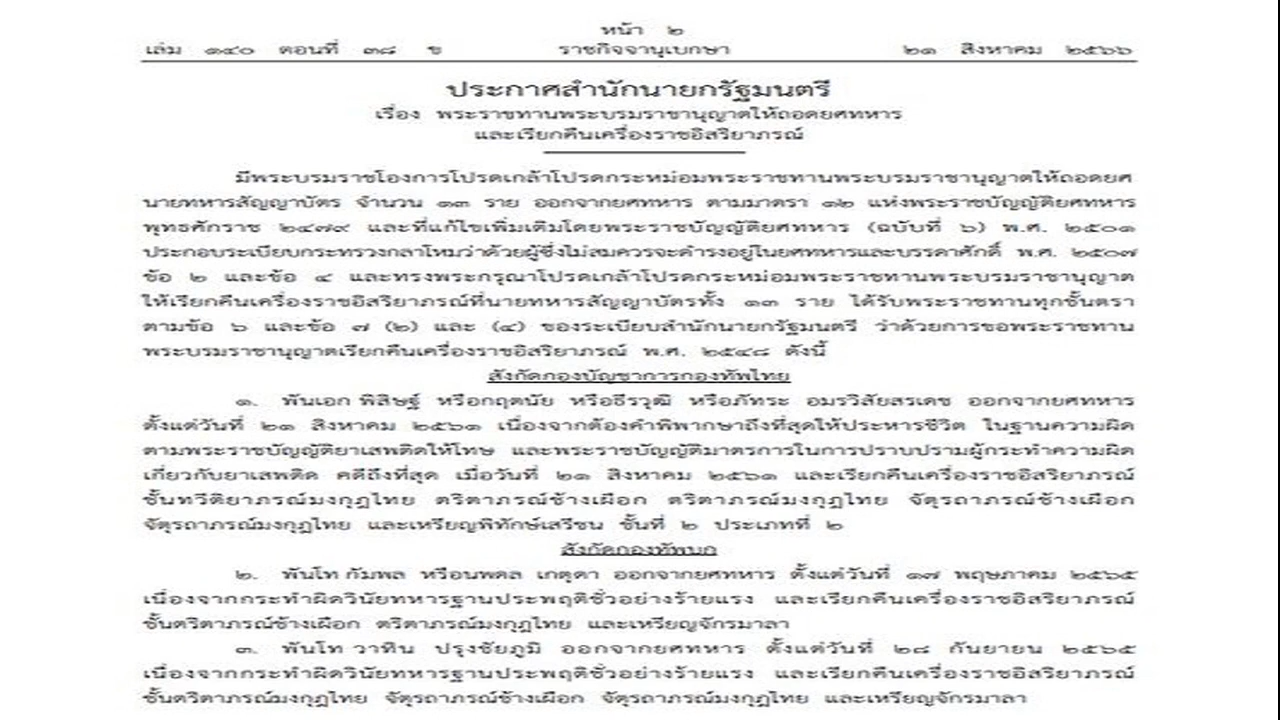 หน้า ๒
เล่ม ๑๔๐ ตอนที่ ๓๘ ข ราชกิจจานุเบกษา ๒๑ สิงหาคม ๒๕๖๖
ประกาศสำนักนายกรัฐมนตรี
เรื่อง พระราชทานพระบรมราชานุญาตให้ถอดยศทหาร
และเรียกคืนเครื่องราชอิสริยาภรณ์
มีพระบรมราชโองการโปรดเกล้าโปรดกระหม่อมพระราชทานพระบรมราชานุญาตให้ถอดยศ
นายทหารสัญญาบัตร จำนวน ๑๓ ราย ออกจากยศทหาร ตามมาตรา ๑๒ แห่งพระราชบัญญัติยศทหาร
พุทธศักราช ๒๔๗๙ และที่แก้ไขเพิ่มเติมโดยพระราชบัญญัติยศทหาร (ฉบับที่ ๖) พ.ศ. ๒๕๐๑
ประกอบระเบียบกระทรวงกลาโหมว่าด้วยผู้ซึ่งไม่สมควรจะดำรงอยู่ในยศทหารและบรรดาศักดิ์ พ.ศ. ๒๕๐๗
ข้อ ๒ และข้อ ๔ และทรงพระกรุณาโปรดเกล้าโปรดกระหม่อมพระราชทานพระบรมราชานุญาต
ให้เรียกคืนเครื่องราชอิสริยาภรณ์ที่นายทหารสัญญาบัตรทั้ง ๑๓ ราย ได้รับพระราชทานทุกชั้นตรา
ตามข้อ ๖ และข้อ ๗ (๒) และ (๔) ของระเบียบสำนักนายกรัฐมนตรี ว่าด้วยการขอพระราชทาน
พระบรมราชานุญาตเรียกคืนเครื่องราชอิสริยาภรณ์ พ.ศ. ๒๕๔๘ ดังนี้
สังกัดกองบัญชาการกองทัพไทย
๑. พันเอก พิสิษฐ์ หรือกฤตนัย หรือธีรวุฒิ หรือภัทระ อมรวิสัยสรเดช ออกจากยศทหาร
ตั้งแต่วันที่ ๒๑ สิงหาคม ๒๕๖๑ เนื่องจากต้องคำพิพากษาถึงที่สุดให้ประหารชีวิต ในฐานความผิด
ตามพระราชบัญญัติยาเสพติดให้โทษ และพระราชบัญญัติมาตรการในการปราบปรามผู้กระทำความผิด
เกี่ยวกับยาเสพติด คดีถึงที่สุด เมื่อวันที่ ๒๑ สิงหาคม ๒๕๖๑ และเรียกคืนเครื่องราชอิสริยาภรณ์
ชั้นทวีติยาภรณ์มงกุฎไทย ตริตาภรณ์ช้างเผือก ตริตาภรณ์มงกุฎไทย จัตุรถาภรณ์ช้างเผือก
จัตุรถาภรณ์มงกุฎไทย และเหรียญพิทักษ์เสรีชน ชั้นที่ ๒ ประเภทที่ ๒
สังกัดกองทัพบก
๒. พันโท กัมพล หรือนพดล เกตุดา ออกจากยศทหาร ตั้งแต่วันที่ ๑๗ พฤษภาคม ๒๕๖๕
เนื่องจากกระทำผิดวินัยทหารฐานประพฤติชั่วอย่างร้ายแรง และเรียกคืนเครื่องราชอิสริยาภรณ์
ชั้นตริตาภรณ์ช้างเผือก ตริตาภรณ์มงกุฎไทย และเหรียญจักรมาลา
๓. พันโท วาทิน ปรุงชัยภูมิ ออกจากยศทหาร ตั้งแต่วันที่ ๒๘ กันยายน ๒๕๖๕
เนื่องจากกระทำผิดวินัยทหารฐานประพฤติชั่วอย่างร้ายแรง และเรียกคืนเครื่องราชอิสริยาภรณ์
ชั้นตริตาภรณ์มงกุฎไทย จัตุรถาภรณ์ช้างเผือก จัตุรถาภรณ์มงกุฎไทย และเหรียญจักรมาลา